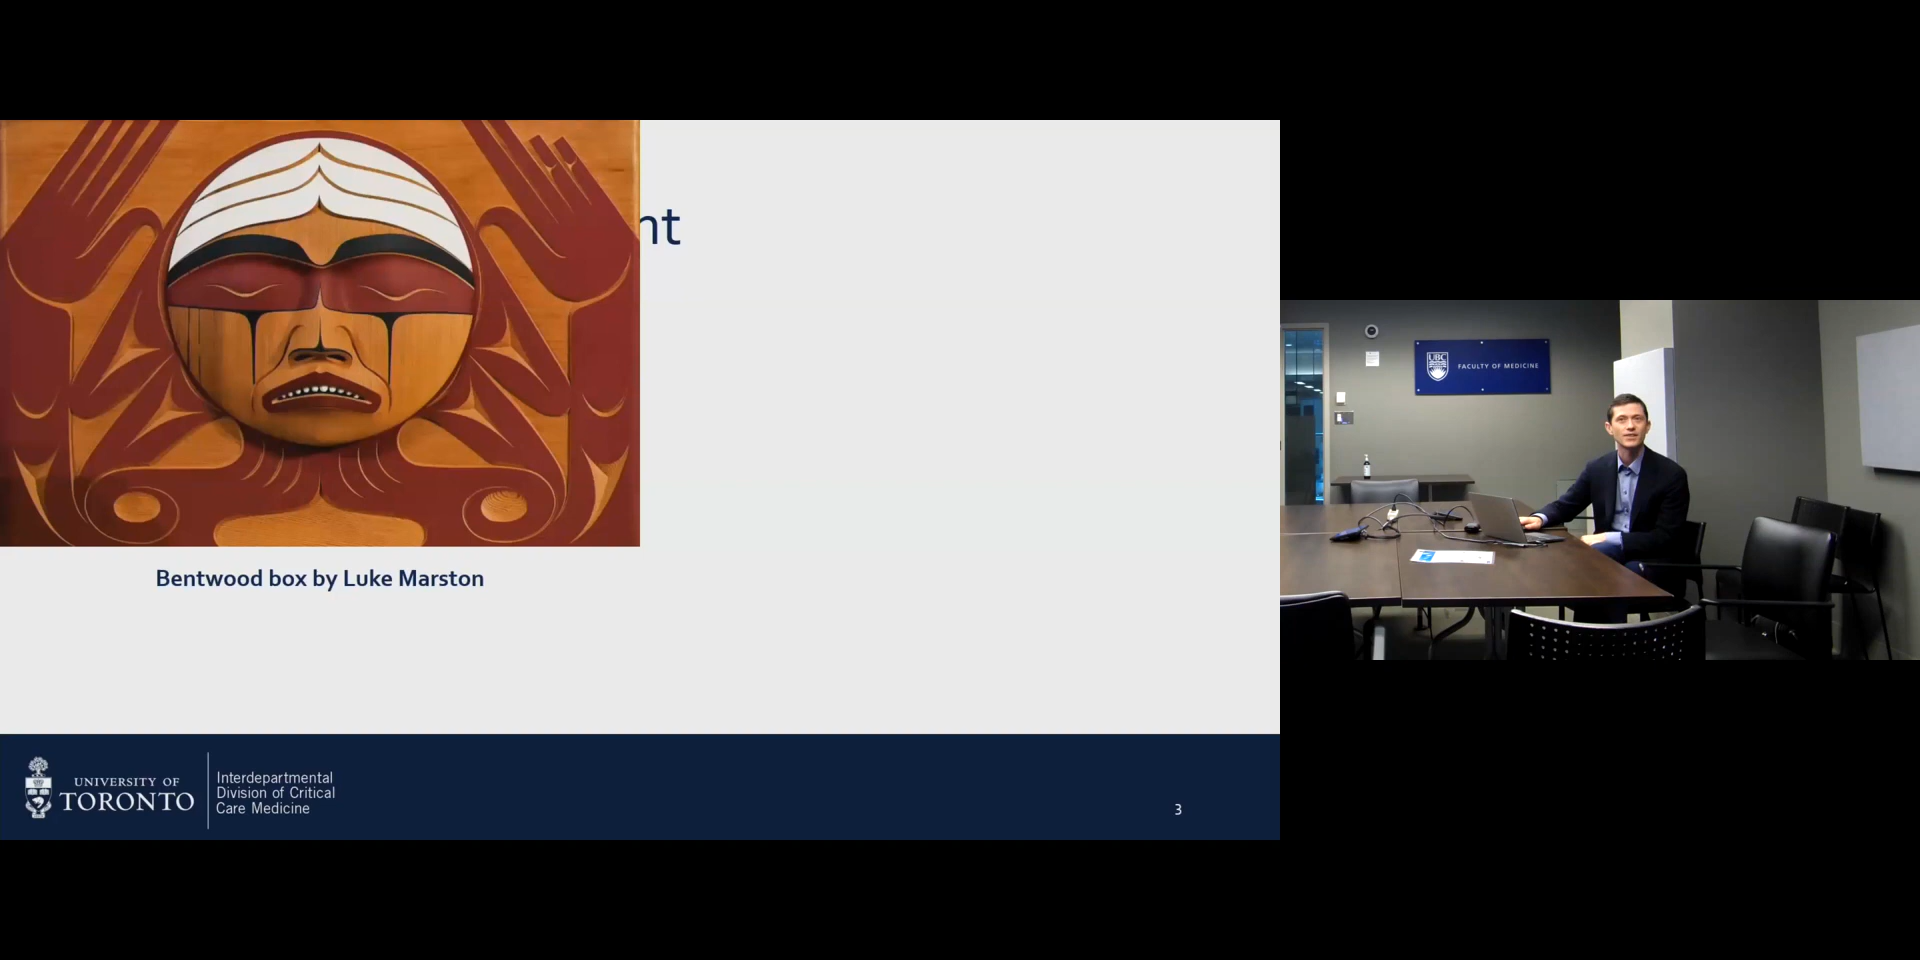 nt
Bentwood box by Luke Marston
UNIVERSITY OF
TORONTO
Interdepartmental
Division of Critical
Care Medicine
3
UBC
FACULTY OF MEDICINE